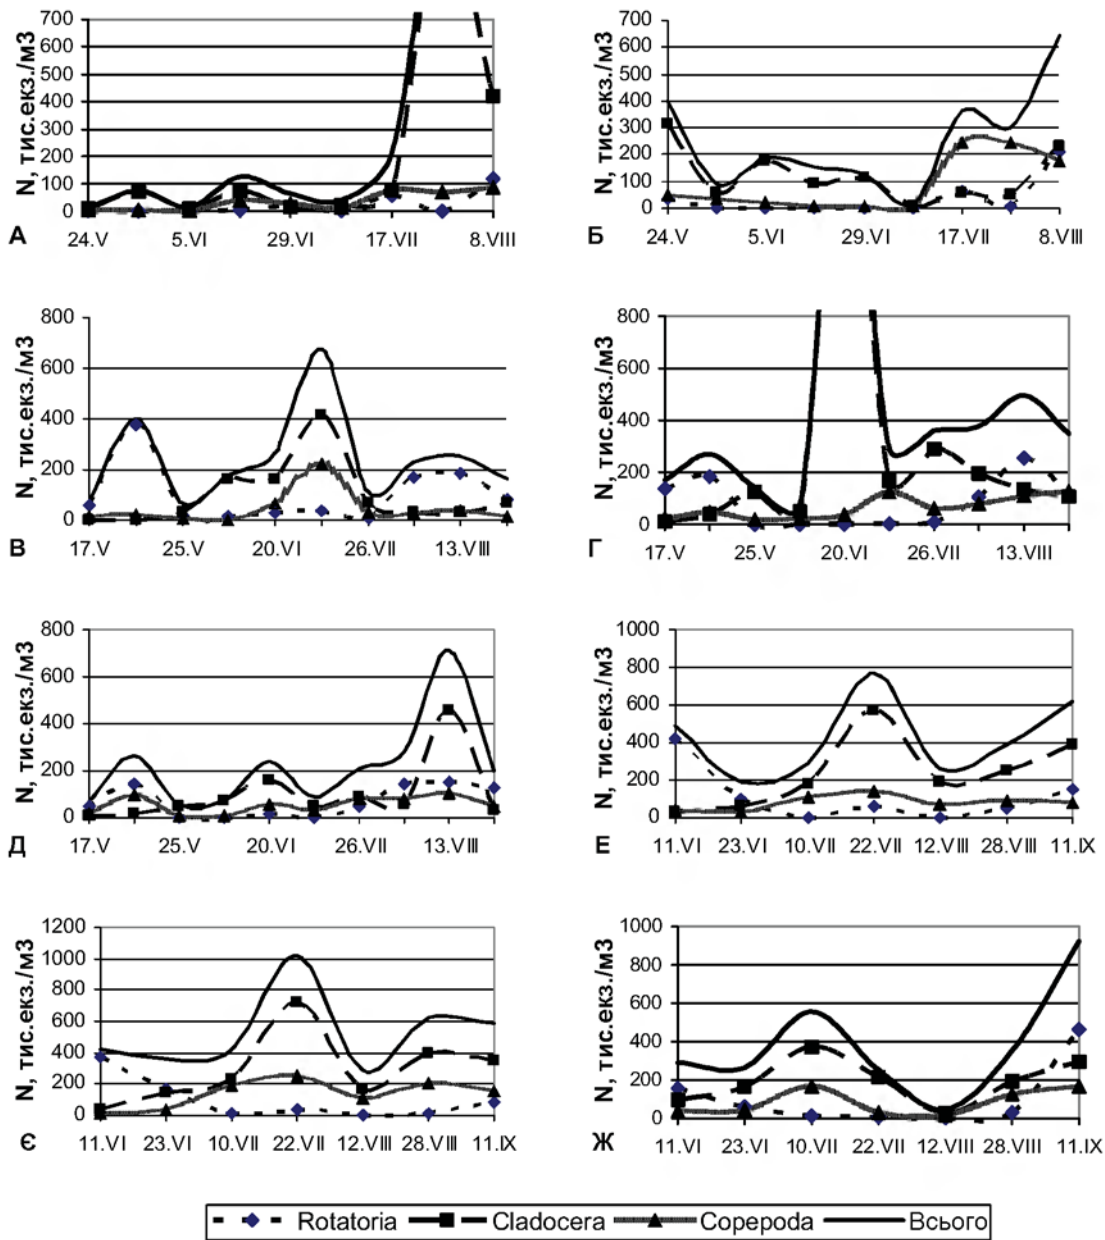 N, тис.екз./м3
700
600
500
400
300
200
100
0
А
24.V 5.VI 29.VI 17.VII 8.VIII
N, тис.екз./м3
700
600
500
400
300
200
100
0
Б
24.V 5.VI 29.VI 17.VII 8.VIII
N, тис.екз./м3
800
600
400
200
0
В
17.V 25.V 20.VI 26.VII 13.VIII
N, тис.екз./м3
800
600
400
200
0
Г
17.V 25.V 20.VI 26.VII 13.VIII
N, тис.екз./м3
800
600
400
200
0
Д
17.V 25.V 20.VI 26.VII 13.VIII
N, тис.екз./м3
1000
800
600
400
200
0
Е
11.VI 23.VI 10.VII 22.VII 12.VIII 28.VIII 11.IX
N, тис.екз./м3
1200
1000
800
600
400
200
0
Є
11.VI 23.VI 10.VII 22.VII 12.VIII 28.VIII 11.IX
N, тис.екз./м3
1000
800
600
400
200
0
Ж
11.VI 23.VI 10.VII 22.VII 12.VIII 28.VIII 11.IX
Rotatoria Cladocera Copepoda Всього